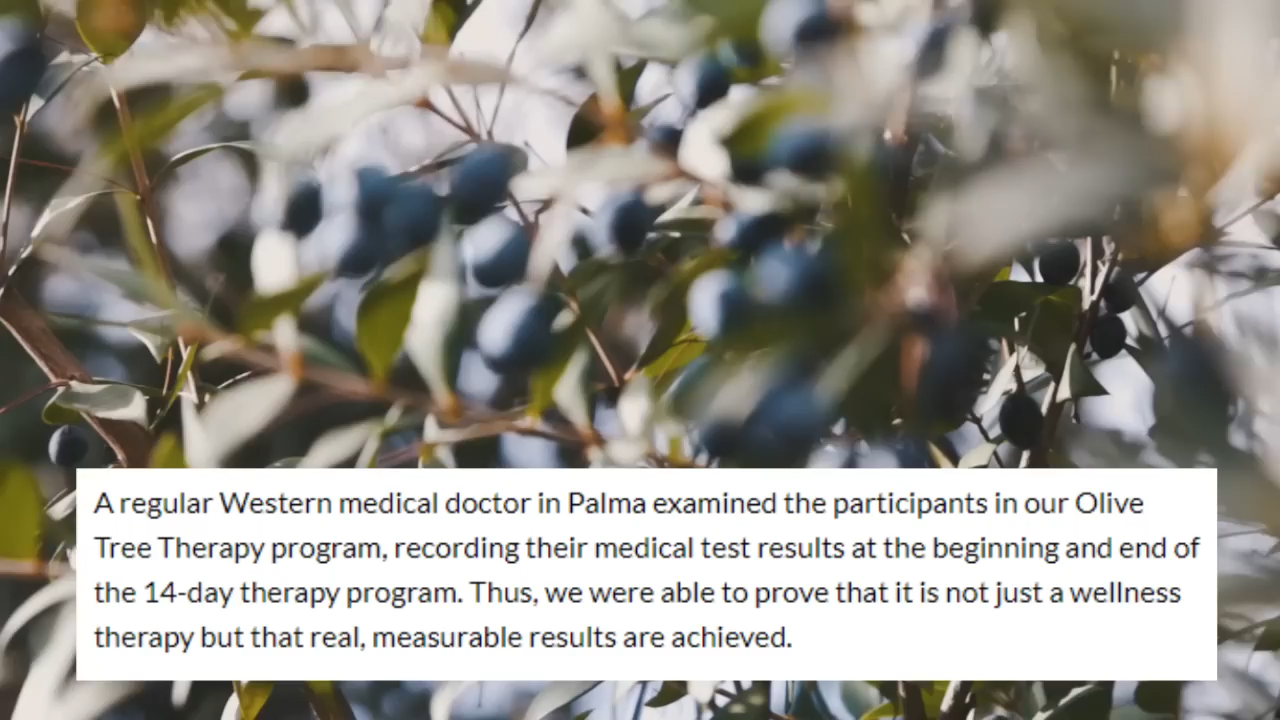 A regular Western medical doctor in Palma examined the participants in our Olive
Tree Therapy program, recording their medical test results at the beginning and end of
the 14-day therapy program. Thus, we were able to prove that it is not just a wellness
therapy but that real, measurable results are achieved.